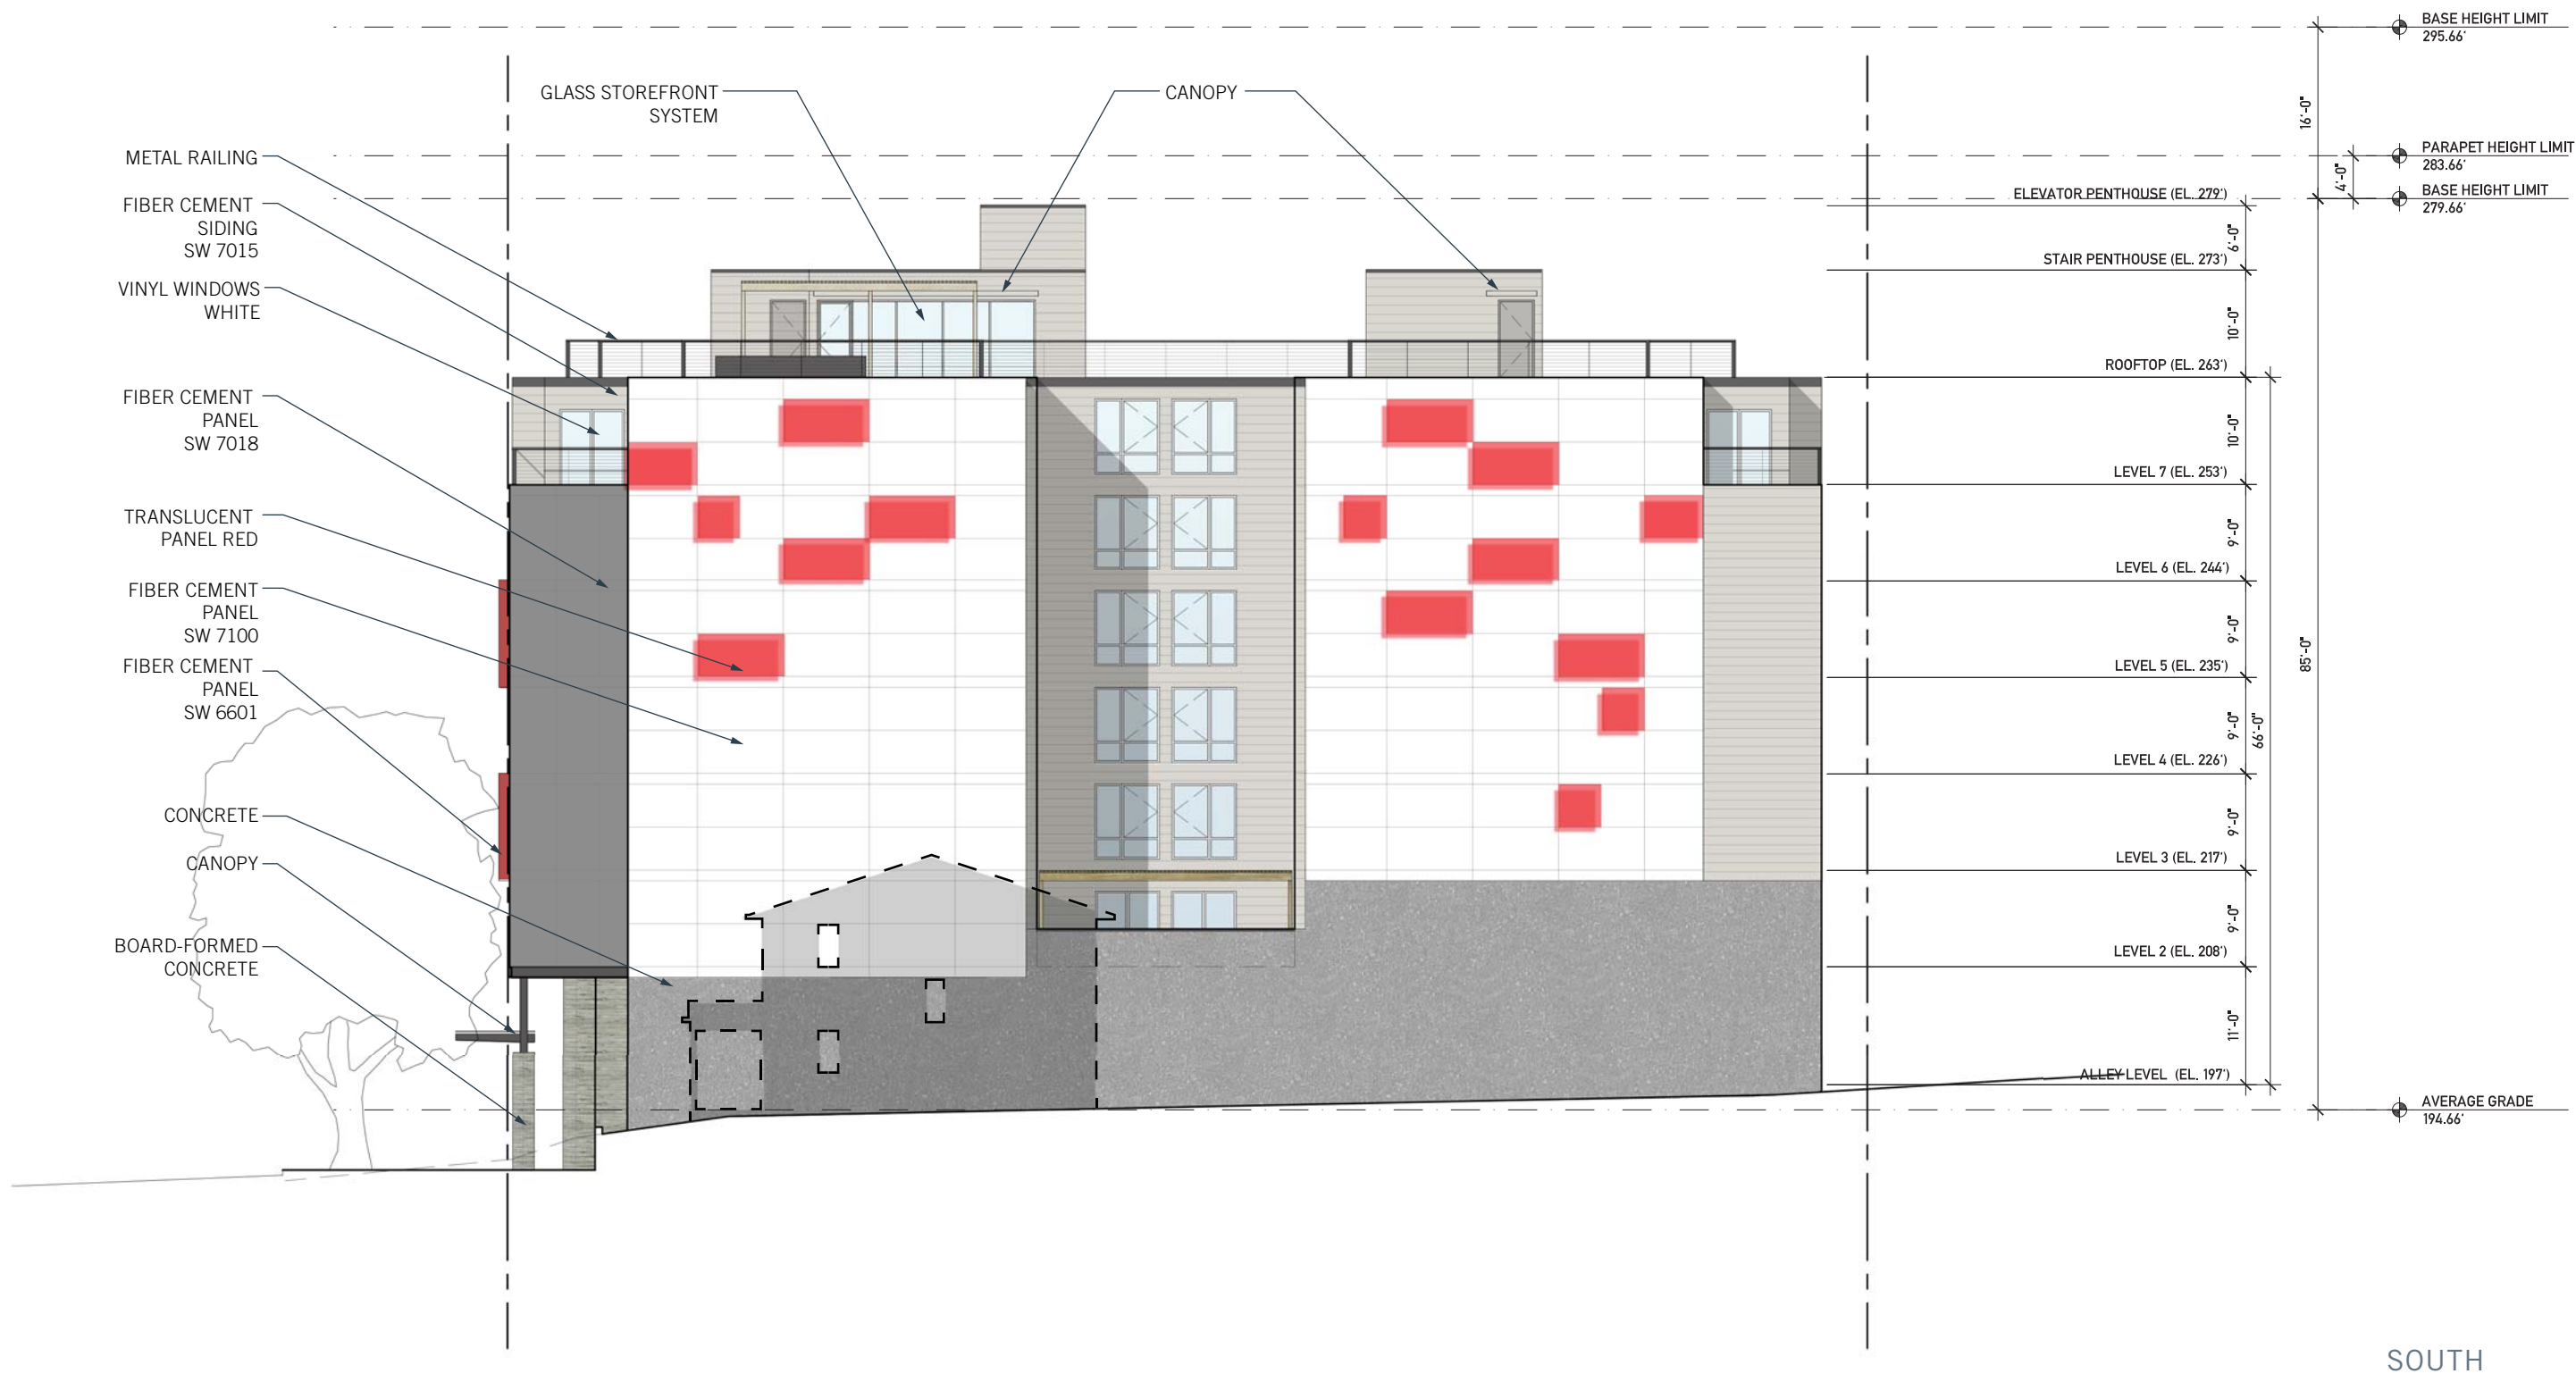 BASE HEIGHT LIMIT
295.66'
GLASS STOREFRONT
SYSTEM
CANOPY
16'-0"
METAL RAILING
PARAPET HEIGHT LIMIT
283.66'
4'-0"
FIBER CEMENT
SIDING
SW 7015
ELEVATOR PENTHOUSE (EL. 279')
BASE HEIGHT LIMIT
279.66'
6'-0"
STAIR PENTHOUSE (EL. 273')
VINYL WINDOWS
WHITE
10'-0"
ROOFTOP (EL. 263')
FIBER CEMENT
PANEL
SW 7018
10'-0"
LEVEL 7 (EL. 253')
TRANSLUCENT
PANEL RED
9'-0"
LEVEL 6 (EL. 244')
FIBER CEMENT
PANEL
SW 7100
9'-0"
85'-0"
LEVEL 5 (EL. 235')
FIBER CEMENT
PANEL
SW 6601
9'-0"
66'-0"
LEVEL 4 (EL. 226')
CONCRETE
9'-0"
LEVEL 3 (EL. 217')
CANOPY
9'-0"
BOARD-FORMED
CONCRETE
LEVEL 2 (EL. 208')
11'-0"
ALLEY LEVEL (EL. 197')
AVERAGE GRADE
194.66'
SOUTH